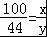 100/44 = x/y